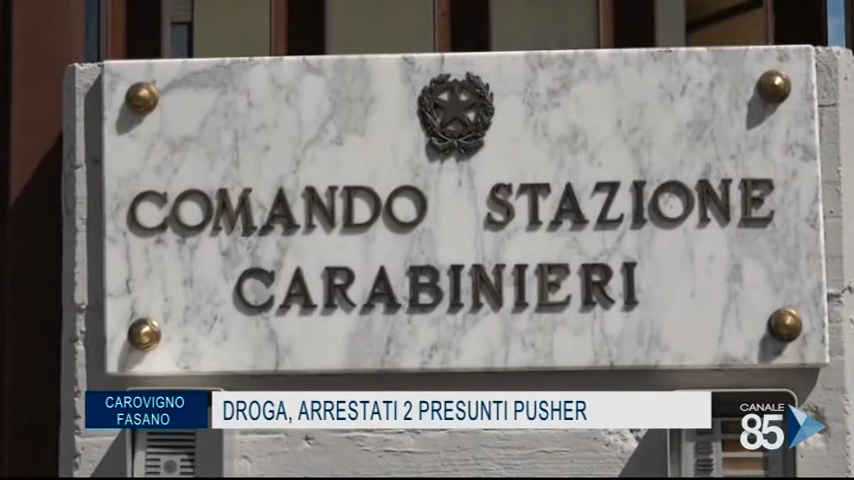 COMANDO STAZIONE
CARABINIERI
CAROVIGNO
FASANO
DROGA, ARRESTATI 2 PRESUNTI PUSHER
CANALE
85